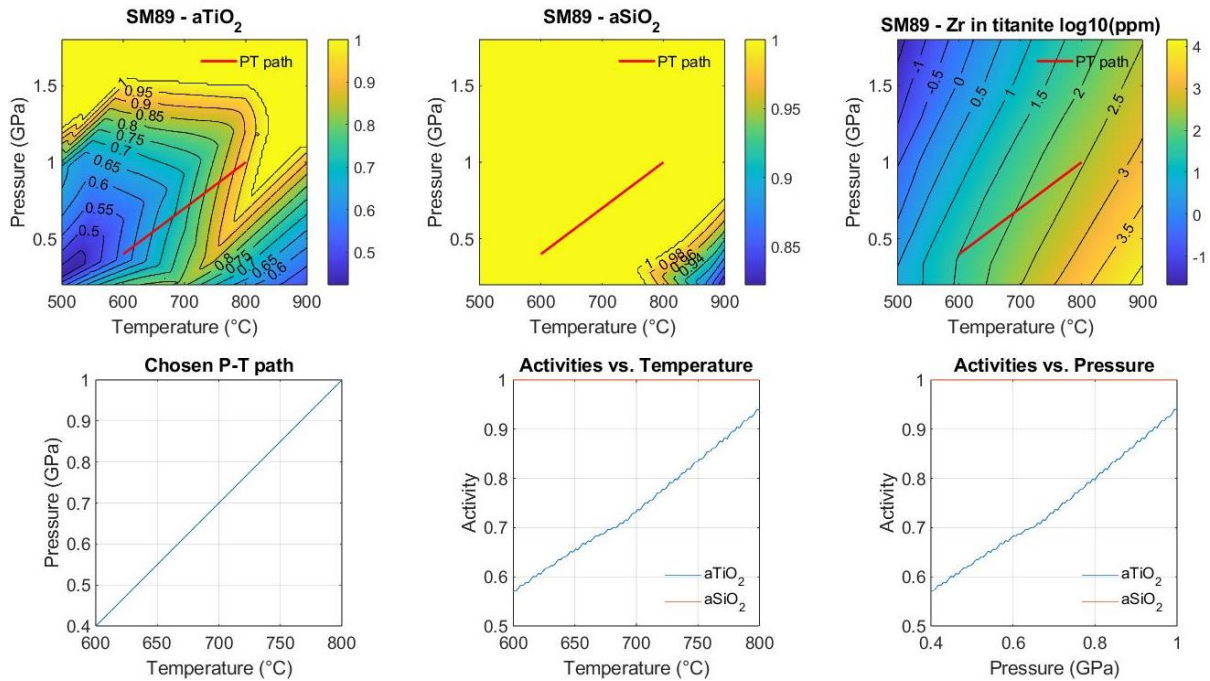 SM89 - aTiO2
PT path
1
0.95
0.9
0.85
0.8
0.75
0.7
0.65
0.6
0.55
0.5
0.8
0.75
0.65
0.6
Pressure (GPa)
1.5
1
0.5
500 600 700 800 900
Temperature (°C)
1
0.9
0.8
0.7
0.6
0.5
SM89 - aSiO2
PT path
1
0.98
0.96
0.94
Pressure (GPa)
1.5
1
0.5
500 600 700 800 900
Temperature (°C)
1
0.95
0.9
0.85
SM89 - Zr in titanite log10(ppm)
PT path
-1
-0.5
0
0.5
1
1.5
2
2.5
3
3.5
Pressure (GPa)
1.5
1
0.5
500 600 700 800 900
Temperature (°C)
4
3
2
1
0
-1
Chosen P-T path
Pressure (GPa)
1
0.9
0.8
0.7
0.6
0.5
0.4
600 650 700 750 800
Temperature (°C)
Activities vs. Temperature
Activity
1
0.9
0.8
0.7
0.6
0.5
aTiO2
aSiO2
600 650 700 750 800
Temperature (°C)
Activities vs. Pressure
Activity
1
0.9
0.8
0.7
0.6
0.5
aTiO2
aSiO2
0.4 0.6 0.8 1
Pressure (GPa)